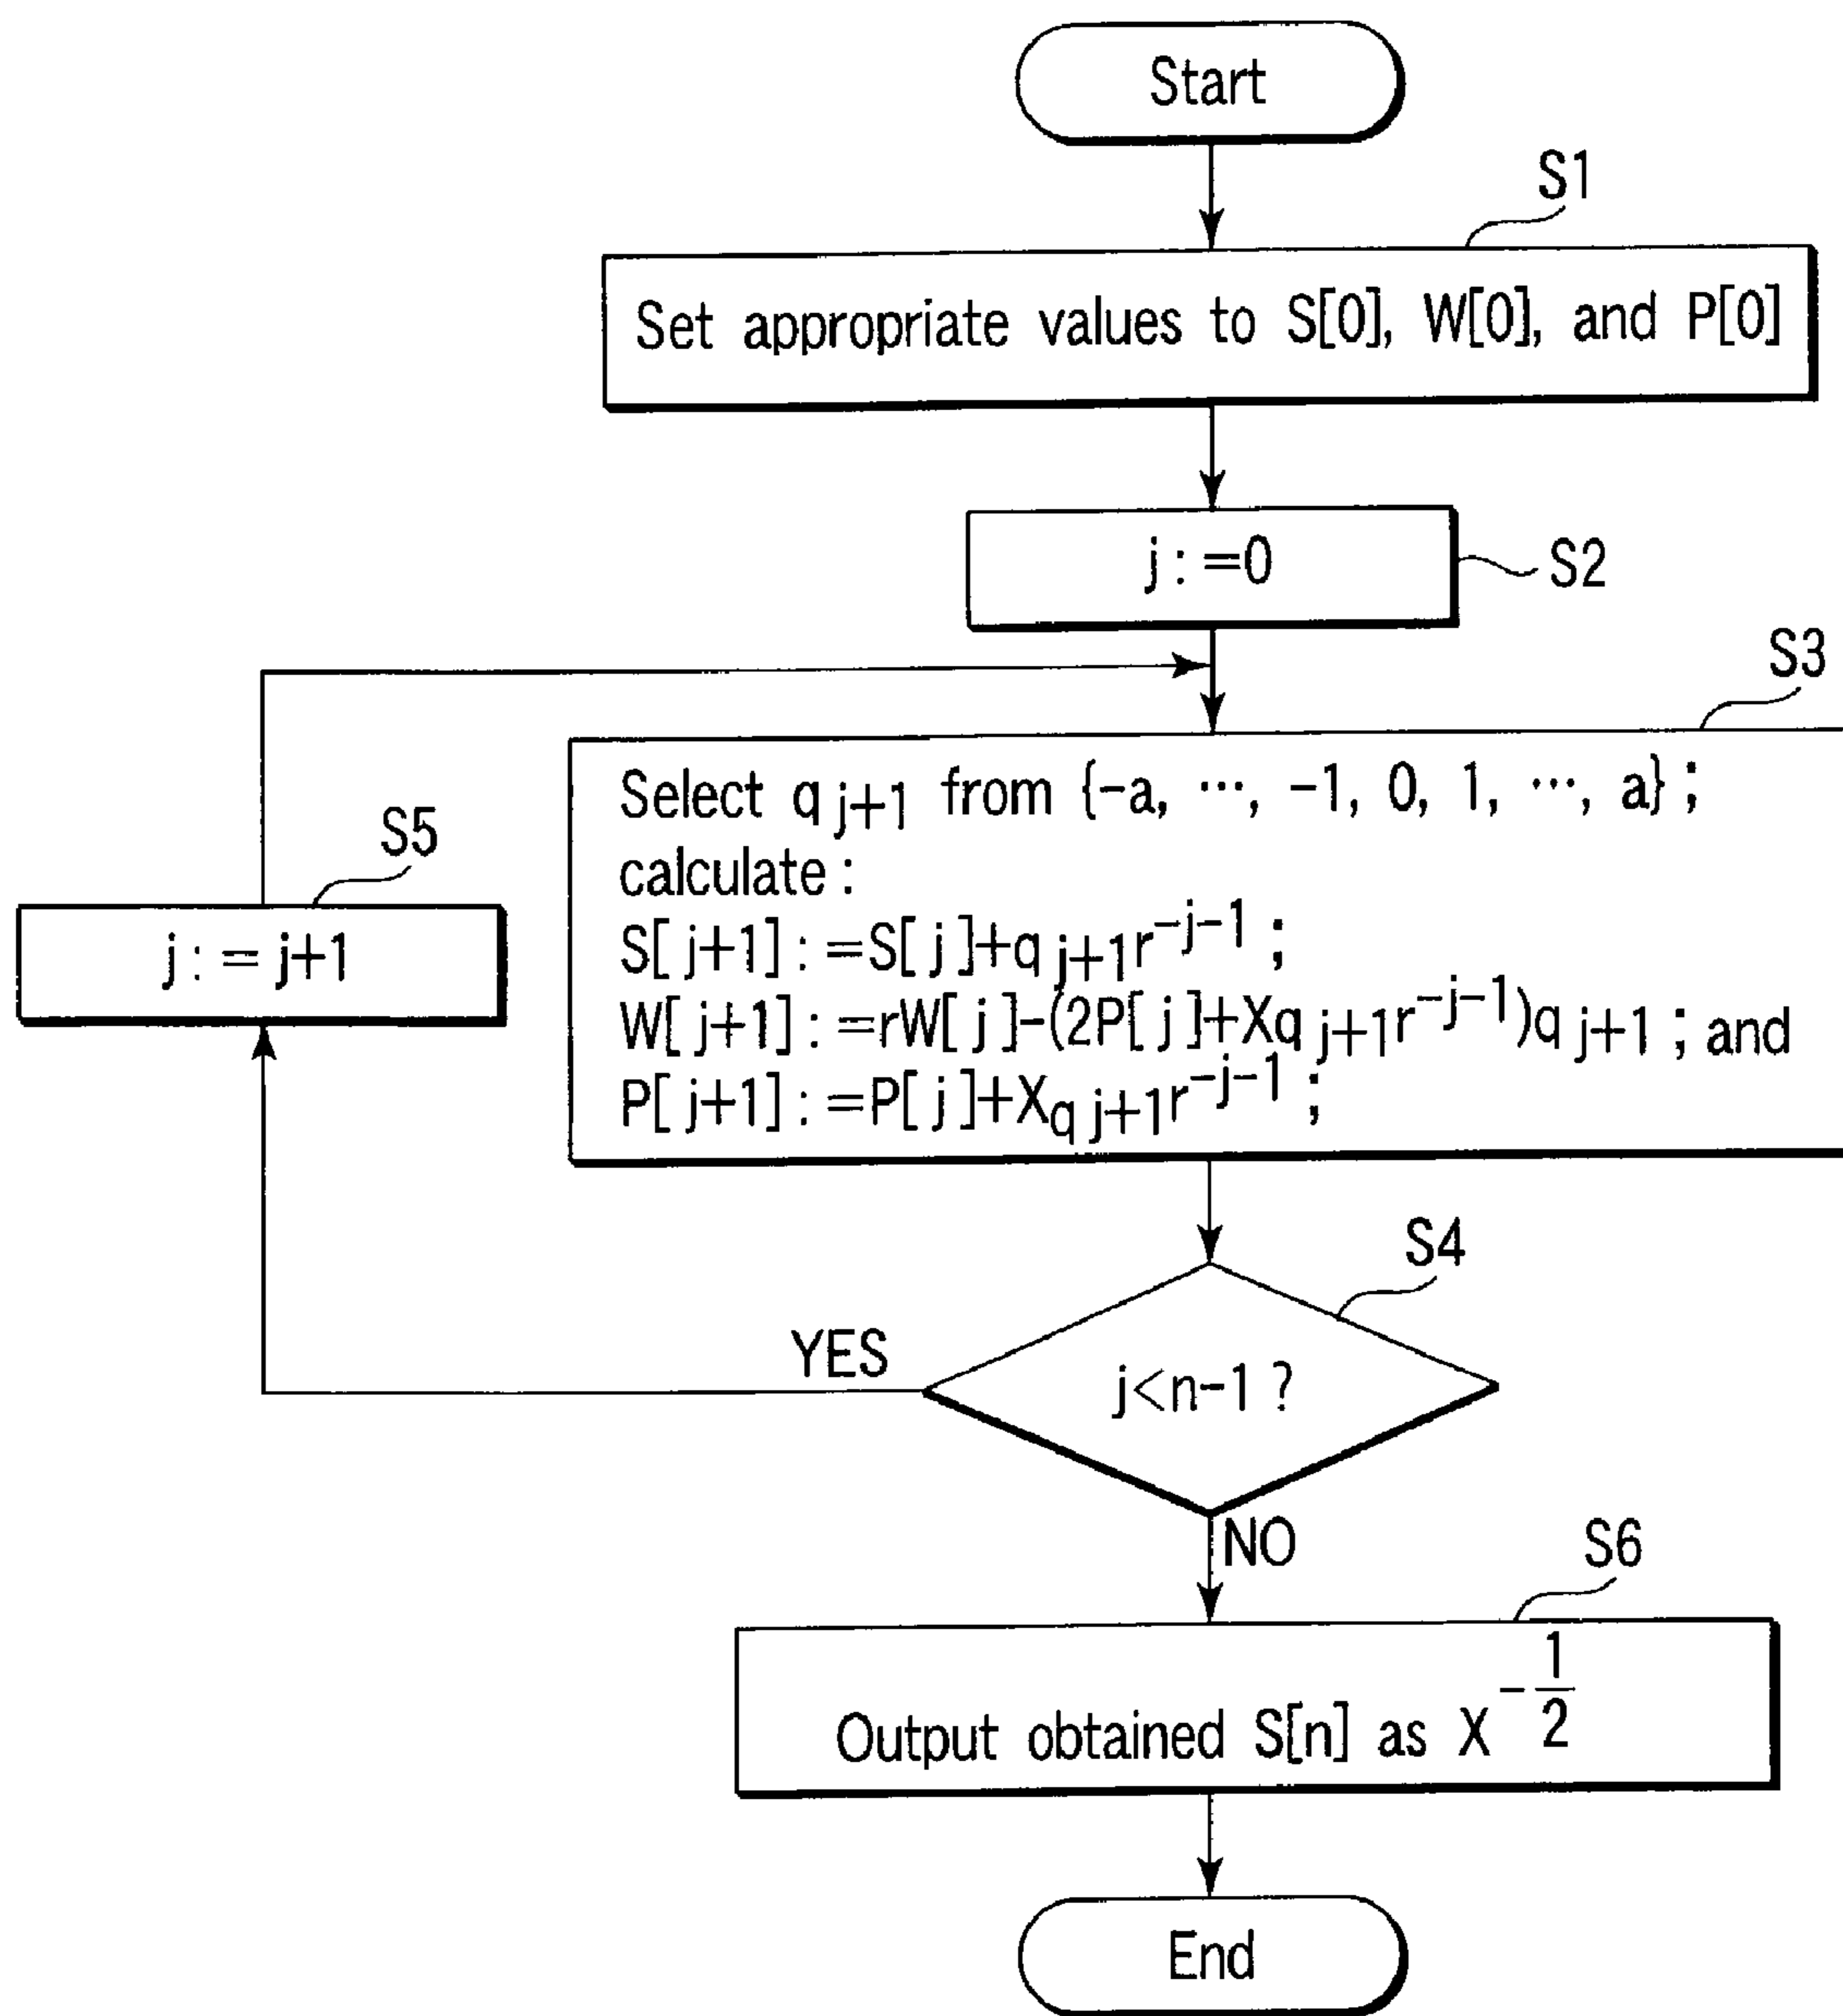 Start
S1
Set appropriate values to S[0], W[0], and P[0]
j:=0
S2
S3
Select q j+1 from {-a, ···, -1, 0, 1, ···, a};
calculate:
S[j+1]:=S[j]+q j+1 r^-j-1;
W[j+1]:=rW[j]-(2P[j]+Xq j+1 r^-j-1)q j+1; and
P[j+1]:=P[j]+Xq j+1 r^-j-1;
S5
j:=j+1
S4
YES
j<n-1?
NO
S6
Output obtained S[n] as X^-1/2
End